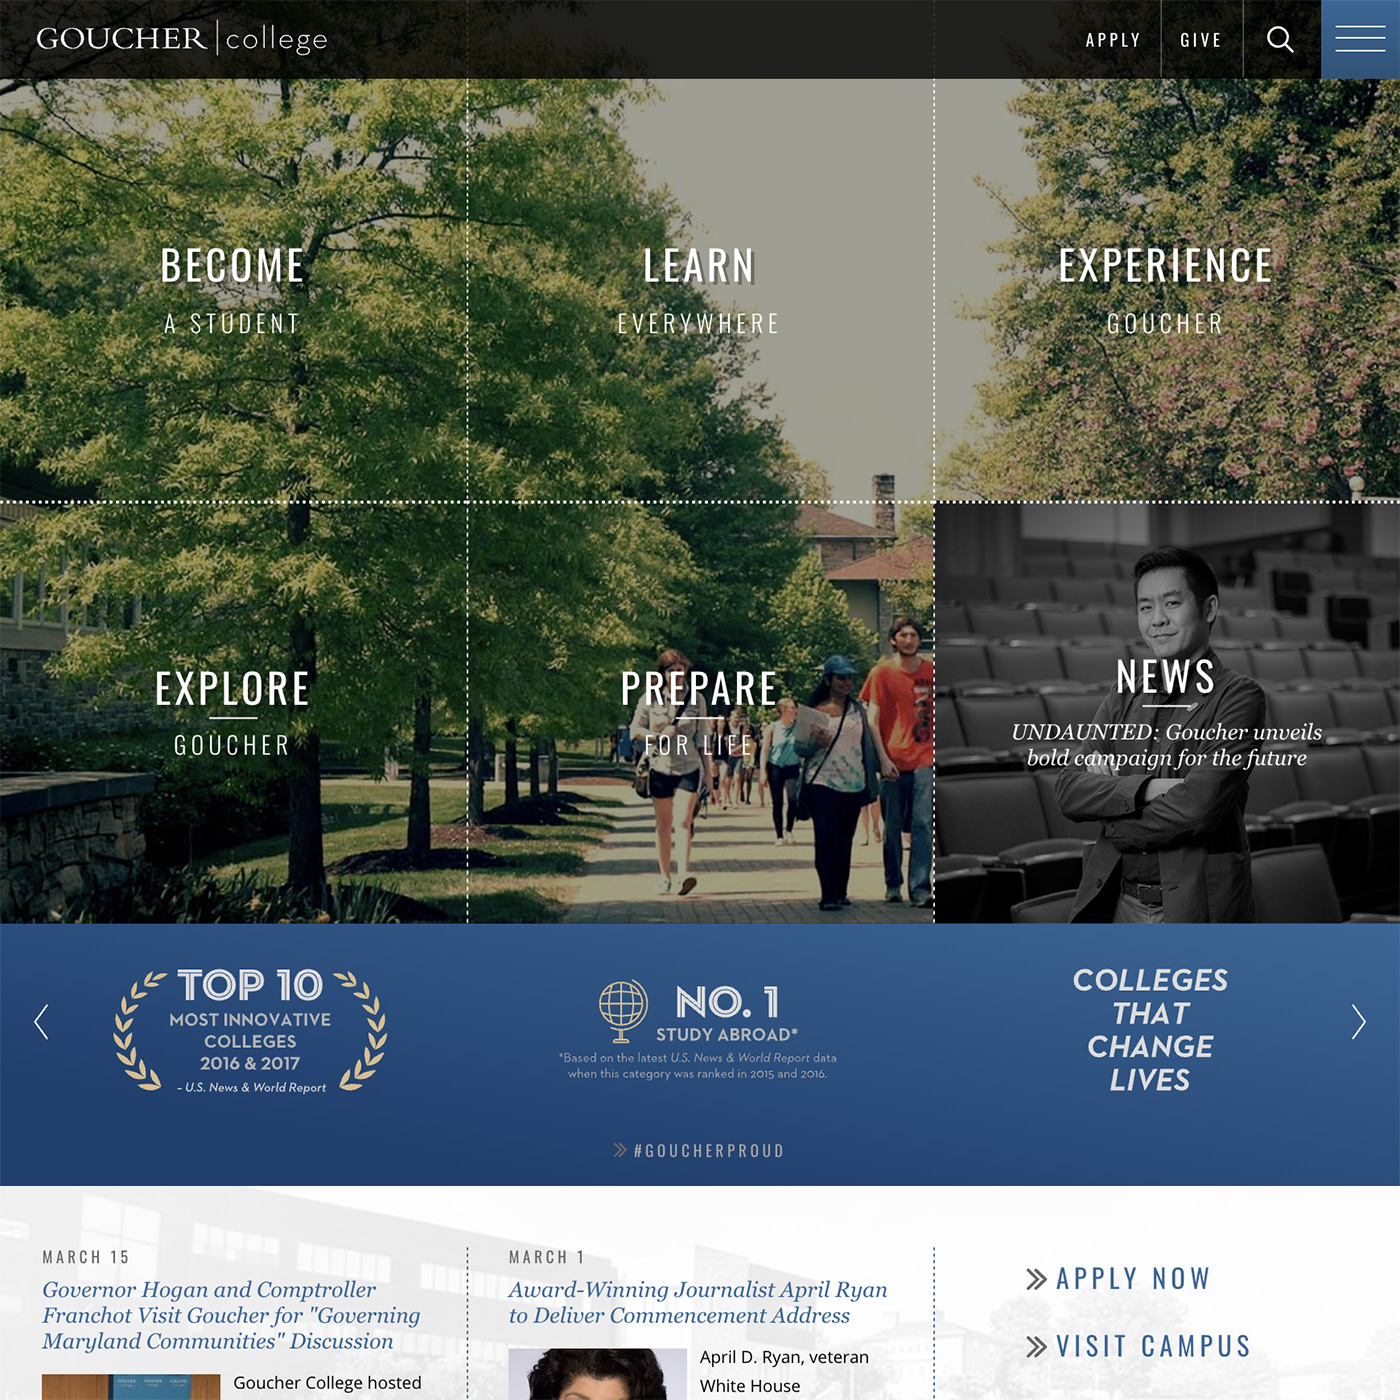 GOUCHER | college
APPLY
GIVE
BECOME
A STUDENT
LEARN
EVERYWHERE
EXPERIENCE
GOUCHER
EXPLORE
GOUCHER
PREPARE
FOR LIFE
NEWS
UNDAUNTED: Goucher unveils
bold campaign for the future
TOP 10
MOST INNOVATIVE
COLLEGES
2016 & 2017
- U.S. News & World Report
NO. 1
STUDY ABROAD*
*Based on the latest U.S. News & World Report data
when this category was ranked in 2015 and 2016.
COLLEGES
THAT
CHANGE
LIVES
#GOUCHERPROUD
MARCH 15
Governor Hogan and Comptroller
Franchot Visit Goucher for "Governing
Maryland Communities" Discussion
Goucher College hosted
MARCH 1
Award-Winning Journalist April Ryan
to Deliver Commencement Address
April D. Ryan, veteran
White House
APPLY NOW
VISIT CAMPUS